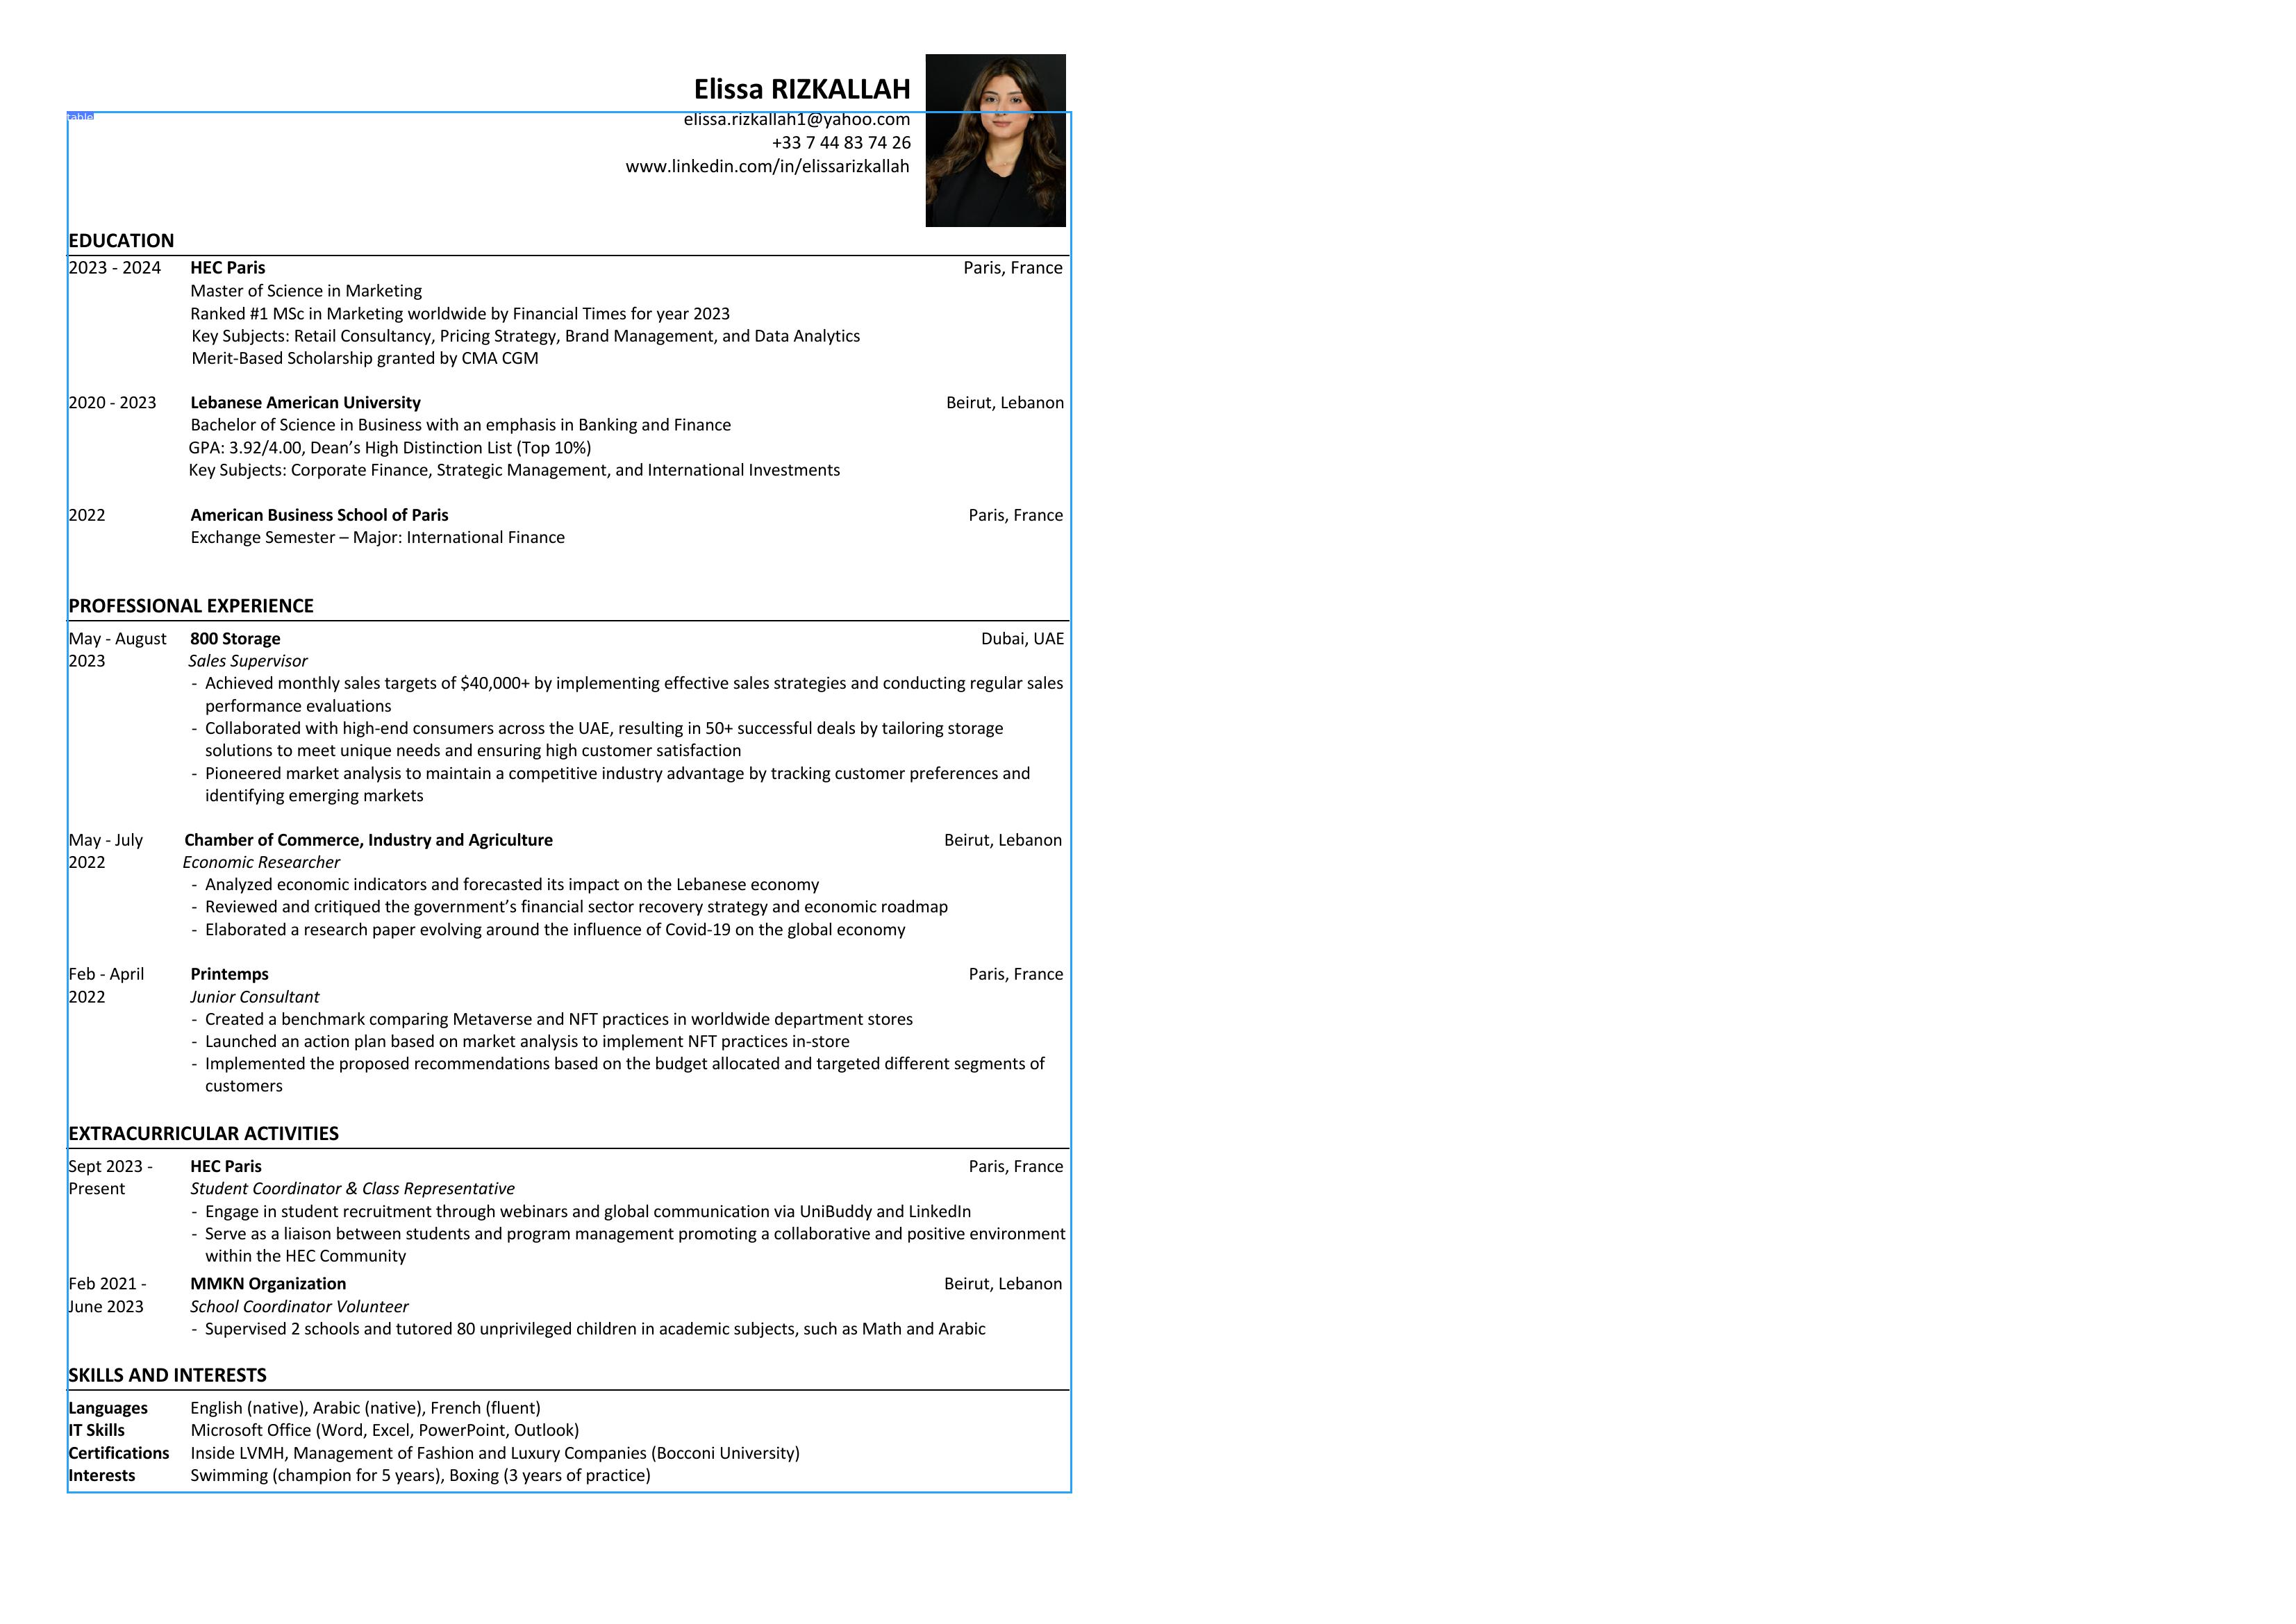 Elissa RIZKALLAH
table
elissa.rizkallah1@yahoo.com
+33 7 44 83 74 26
www.linkedin.com/in/elissarizkallah
EDUCATION
2023 - 2024 HEC Paris Paris, France
Master of Science in Marketing
Ranked #1 MSc in Marketing worldwide by Financial Times for year 2023
Key Subjects: Retail Consultancy, Pricing Strategy, Brand Management, and Data Analytics
Merit-Based Scholarship granted by CMA CGM
2020 - 2023 Lebanese American University Beirut, Lebanon
Bachelor of Science in Business with an emphasis in Banking and Finance
GPA: 3.92/4.00, Dean’s High Distinction List (Top 10%)
Key Subjects: Corporate Finance, Strategic Management, and International Investments
2022 American Business School of Paris Paris, France
Exchange Semester – Major: International Finance
PROFESSIONAL EXPERIENCE
May - August 800 Storage Dubai, UAE
2023 Sales Supervisor
- Achieved monthly sales targets of $40,000+ by implementing effective sales strategies and conducting regular sales
performance evaluations
- Collaborated with high-end consumers across the UAE, resulting in 50+ successful deals by tailoring storage
solutions to meet unique needs and ensuring high customer satisfaction
- Pioneered market analysis to maintain a competitive industry advantage by tracking customer preferences and
identifying emerging markets
May - July Chamber of Commerce, Industry and Agriculture Beirut, Lebanon
2022 Economic Researcher
- Analyzed economic indicators and forecasted its impact on the Lebanese economy
- Reviewed and critiqued the government’s financial sector recovery strategy and economic roadmap
- Elaborated a research paper evolving around the influence of Covid-19 on the global economy
Feb - April Printemps Paris, France
2022 Junior Consultant
- Created a benchmark comparing Metaverse and NFT practices in worldwide department stores
- Launched an action plan based on market analysis to implement NFT practices in-store
- Implemented the proposed recommendations based on the budget allocated and targeted different segments of
customers
EXTRACURRICULAR ACTIVITIES
Sept 2023 - HEC Paris Paris, France
Present Student Coordinator & Class Representative
- Engage in student recruitment through webinars and global communication via UniBuddy and LinkedIn
- Serve as a liaison between students and program management promoting a collaborative and positive environment
within the HEC Community
Feb 2021 - MMKN Organization Beirut, Lebanon
June 2023 School Coordinator Volunteer
- Supervised 2 schools and tutored 80 unprivileged children in academic subjects, such as Math and Arabic
SKILLS AND INTERESTS
Languages English (native), Arabic (native), French (fluent)
IT Skills Microsoft Office (Word, Excel, PowerPoint, Outlook)
Certifications Inside LVMH, Management of Fashion and Luxury Companies (Bocconi University)
Interests Swimming (champion for 5 years), Boxing (3 years of practice)